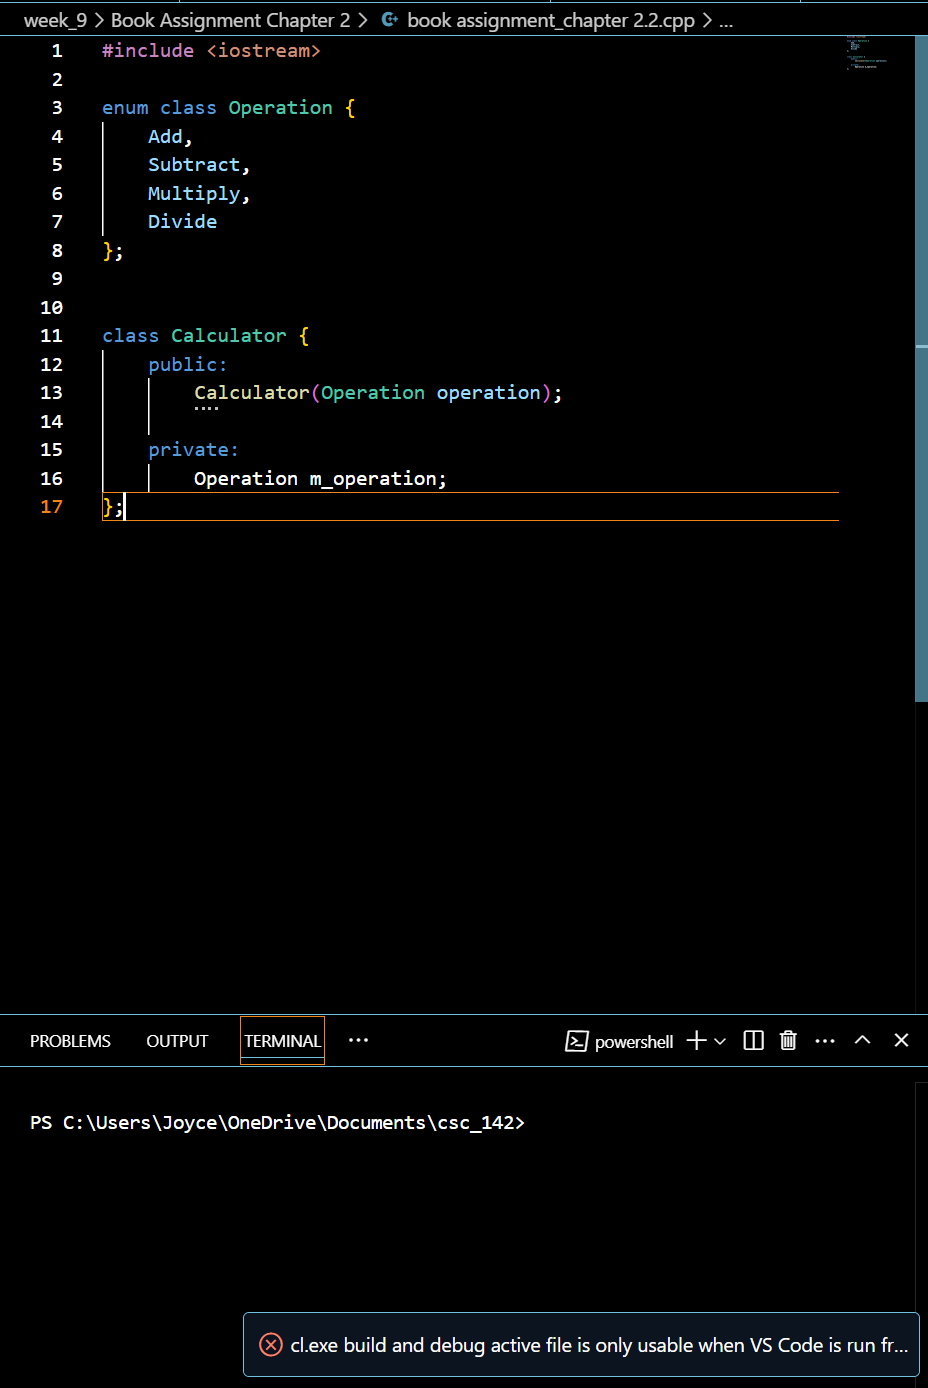 week_9 > Book Assignment Chapter 2 > book assignment_chapter 2.2.cpp > ...
1 #include <iostream>
2
3 enum class Operation {
4     Add,
5     Subtract,
6     Multiply,
7     Divide
8 };
9
10
11 class Calculator {
12     public:
13         Calculator(Operation operation);
14
15     private:
16         Operation m_operation;
17 };
PROBLEMS OUTPUT TERMINAL ··· powershell ···
PS C:\Users\Joyce\OneDrive\Documents\csc_142>
cl.exe build and debug active file is only usable when VS Code is run fr...